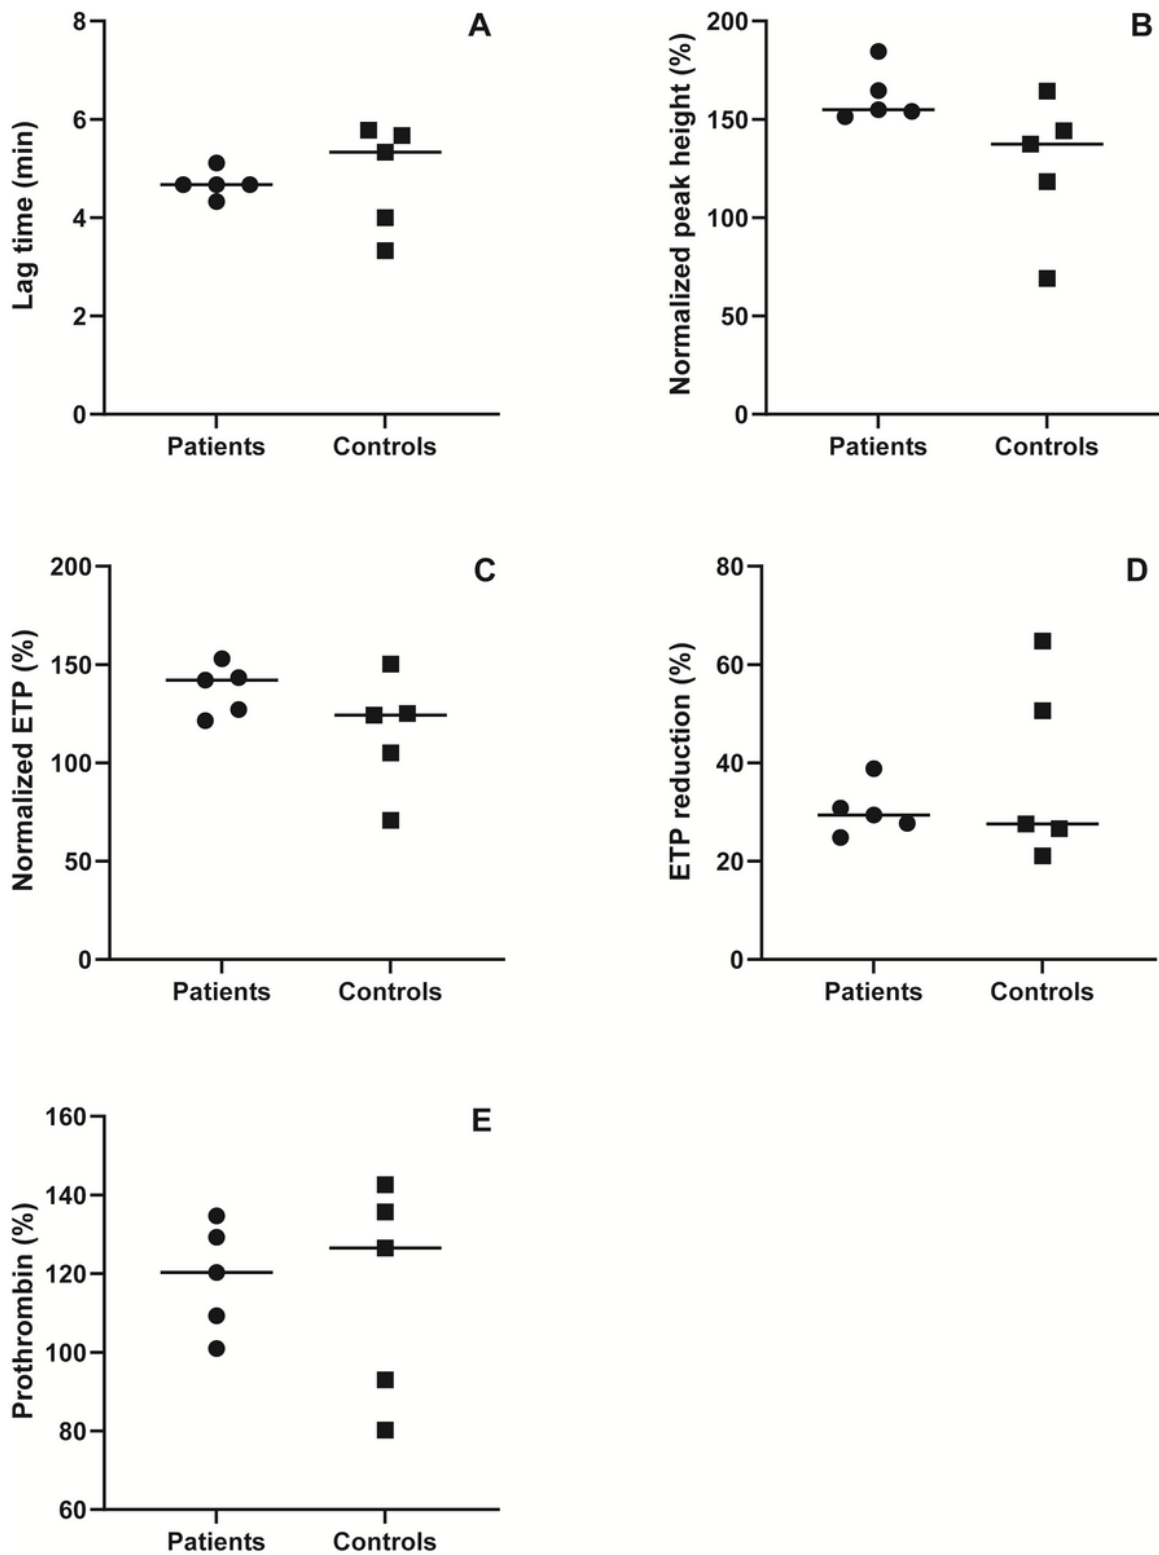 A
Lag time (min)
8
6
4
2
0
Patients Controls
B
Normalized peak height (%)
200
150
100
50
0
Patients Controls
C
Normalized ETP (%)
200
150
100
50
0
Patients Controls
D
ETP reduction (%)
80
60
40
20
0
Patients Controls
E
Prothrombin (%)
160
140
120
100
80
60
Patients Controls